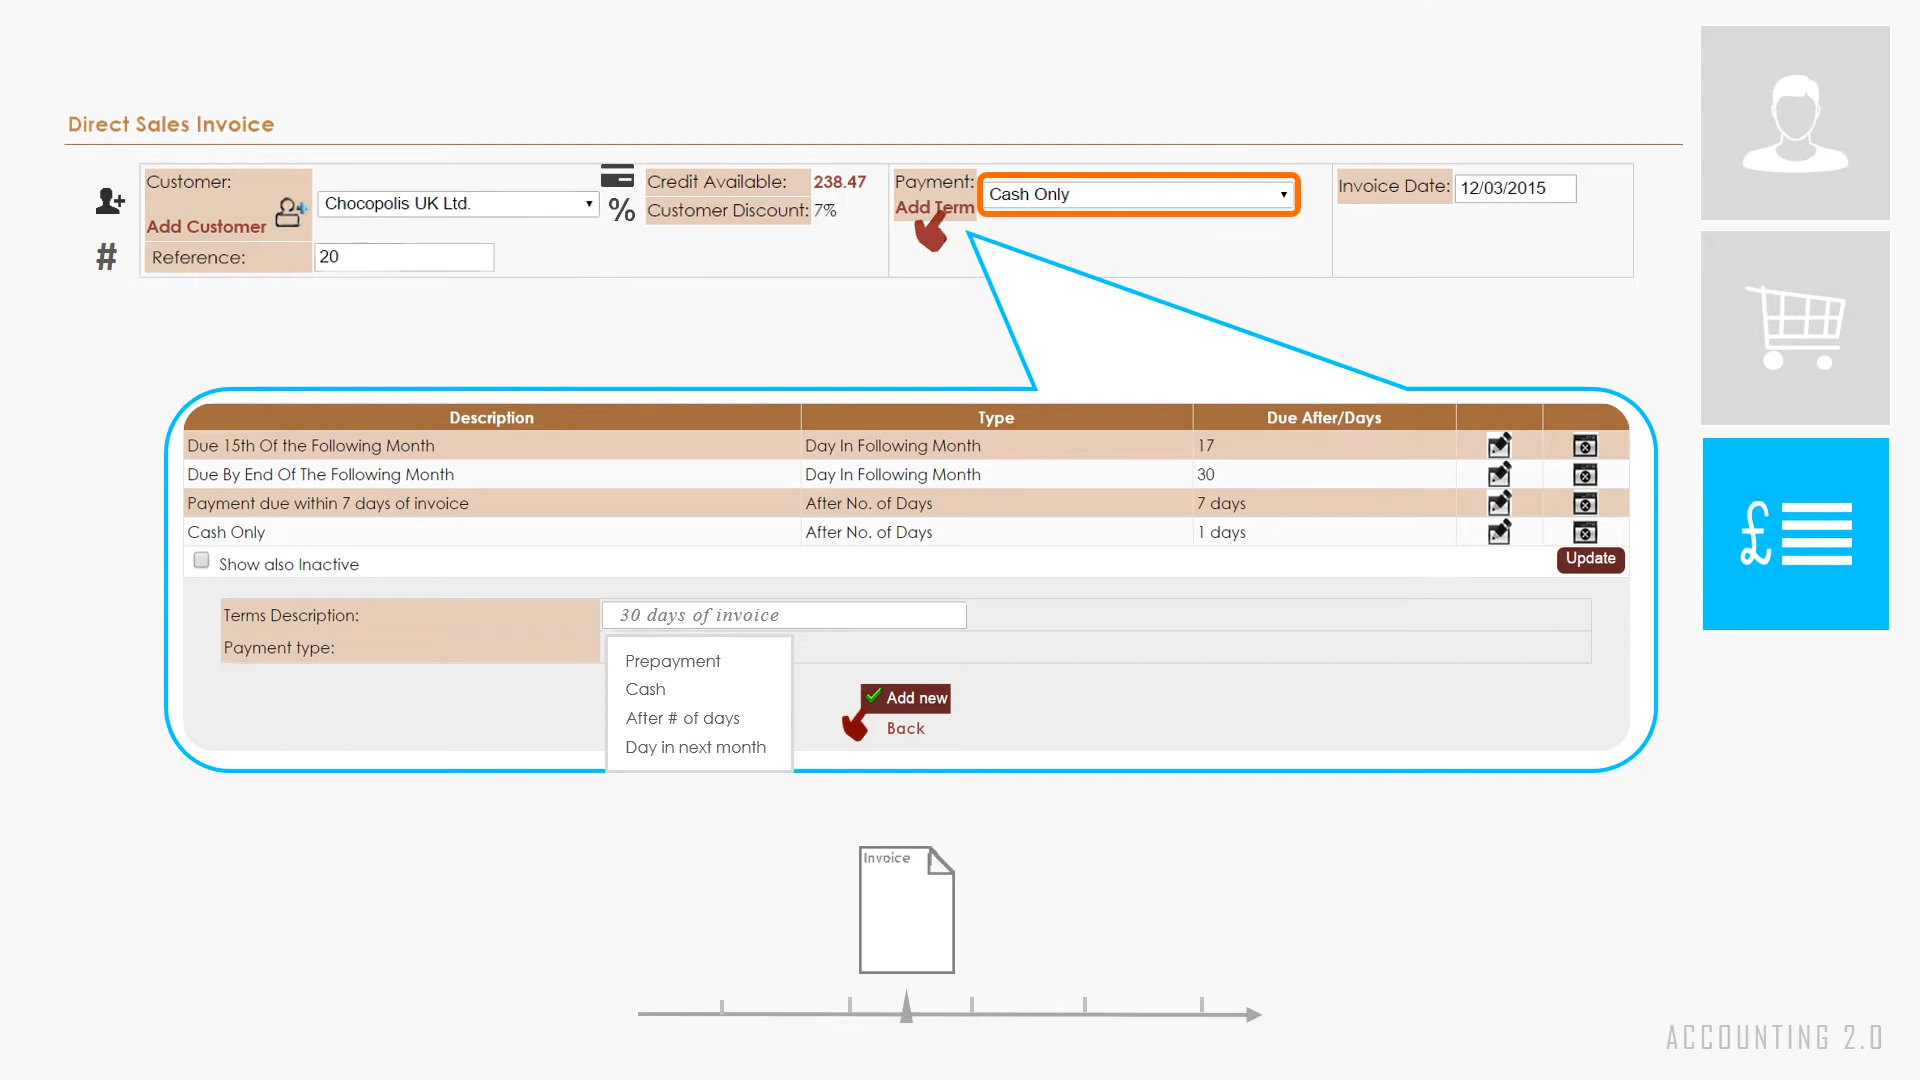 Direct Sales Invoice
Customer:
Add Customer
Chocopolis UK Ltd.
Reference:
20
#
%
Credit Available: 238.47
Customer Discount: 7%
Payment:
Add Term
Cash Only
Invoice Date: 12/03/2015
Description Type Due After/Days
Due 15th Of the Following Month Day In Following Month 17
Due By End Of The Following Month Day In Following Month 30
Payment due within 7 days of invoice After No. of Days 7 days
Cash Only After No. of Days 1 days
Show also Inactive Update
Terms Description: 30 days of invoice
Payment type:
Prepayment
Cash
After # of days
Day in next month
Add new
Back
£
Invoice
ACCOUNTING 2.0